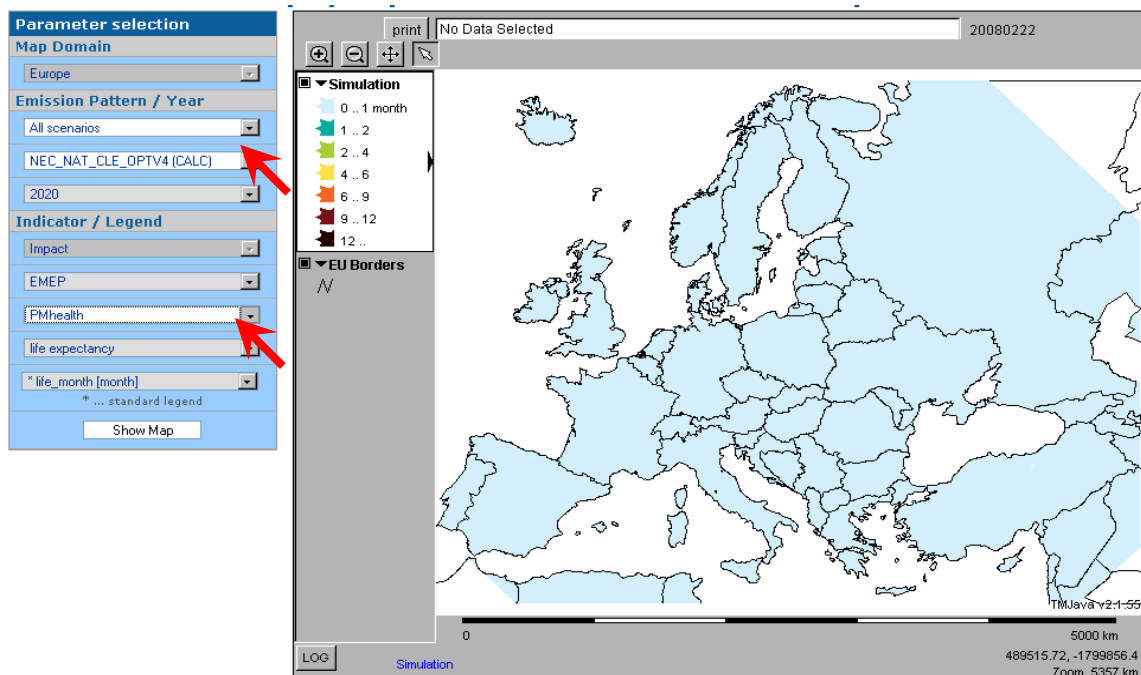 Parameter selection
Map Domain
Europe
Emission Pattern / Year
All scenarios
NEC_NAT_CLE_OPTV4 (CALC)
2020
Indicator / Legend
Impact
EMEP
PMhealth
life expectancy
* life_month [month]
* ... standard legend
Show Map
print
No Data Selected
20080222
Simulation
0 .. 1 month
1 .. 2
2 .. 4
4 .. 6
6 .. 9
9 .. 12
12 ..
EU Borders
TMJava v2.1.55
0
5000 km
LOG
Simulation
489515.72, -1799856.4
Zoom 5357 km